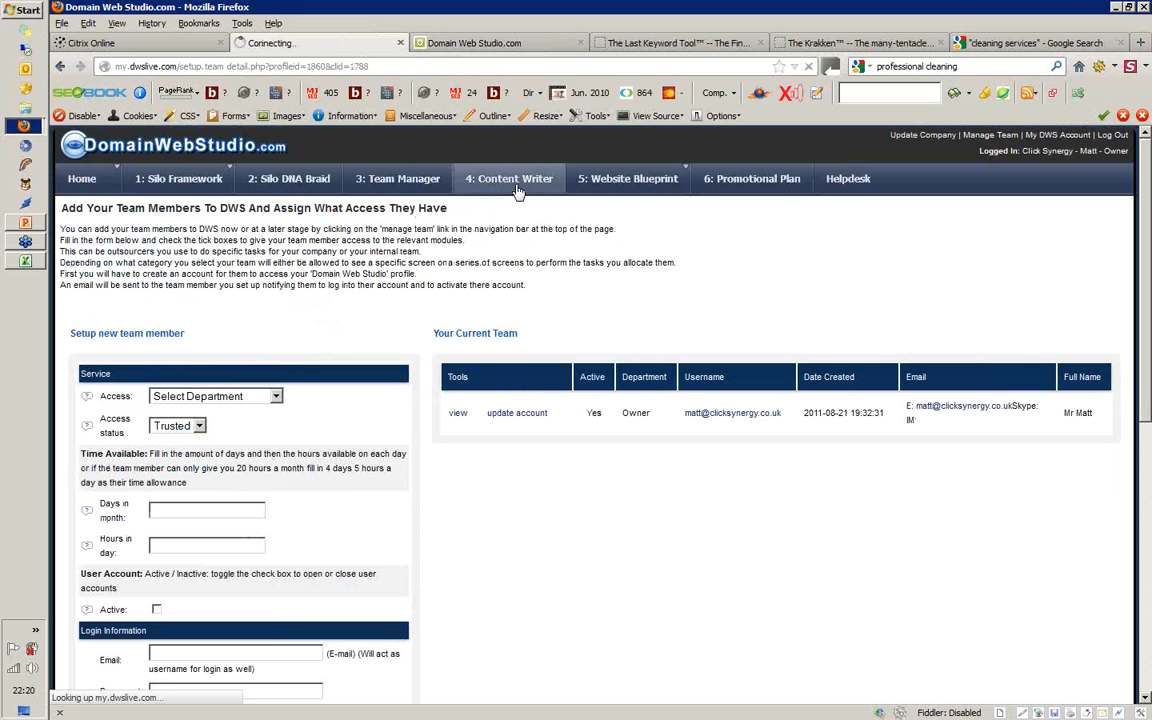 Start
Domain Web Studio.com - Mozilla Firefox
File Edit View History Bookmarks Tools Help
Citrix Online
Connecting...
Domain Web Studio.com
The Last Keyword Tool™ -- The Fin...
The Krakken™ -- The many-tentacle...
"cleaning services" - Google Search
my.dwslive.com/setup.team detail.php?profileid=1860&clid=1788
professional cleaning
SEOBOOK PageRank ? ? MJ 405 ? ? MJ 24 ? Dir Jun. 2010 864 Comp.
Disable Cookies CSS Forms Images Information Miscellaneous Outline Resize Tools View Source Options
DomainWebStudio.com
Update Company | Manage Team | My DWS Account | Log Out
Logged In: Click Synergy - Matt - Owner
Home 1: Silo Framework 2: Silo DNA Braid 3: Team Manager 4: Content Writer 5: Website Blueprint 6: Promotional Plan Helpdesk
Add Your Team Members To DWS And Assign What Access They Have
You can add your team members to DWS now or at a later stage by clicking on the 'manage team' link in the navigation bar at the top of the page.
Fill in the form below and check the tick boxes to give your team member access to the relevant modules.
This can be outsourcers you use to do specific tasks for your company or your internal team.
Depending on what category you select your team will either be allowed to see a specific screen on a series of screens to perform the tasks you allocate them.
First you will have to create an account for them to access your 'Domain Web Studio' profile.
An email will be sent to the team member you set up notifying them to log into their account and to activate there account.
Setup new team member
Your Current Team
Service
Access: Select Department
Access
status .
Trusted
Time Available: Fill in the amount of days and then the hours available on each day
or if the team member can only give you 20 hours a month fill in 4 days 5 hours a
day as their time allowance
Days in
month:
Hours in
day:
User Account: Active / Inactive: toggle the check box to open or close user
accounts
Active:
Login Information
Email: (E-mail) (Will act as
username for login as well)
Tools Active Department Username Date Created Email Full Name
view update account Yes Owner matt@clicksynergy.co.uk 2011-08-21 19:32:31 E: matt@clicksynergy.co.ukSkype: Mr Matt
IM:
22:20
Looking up my.dwslive.com...
Fiddler: Disabled